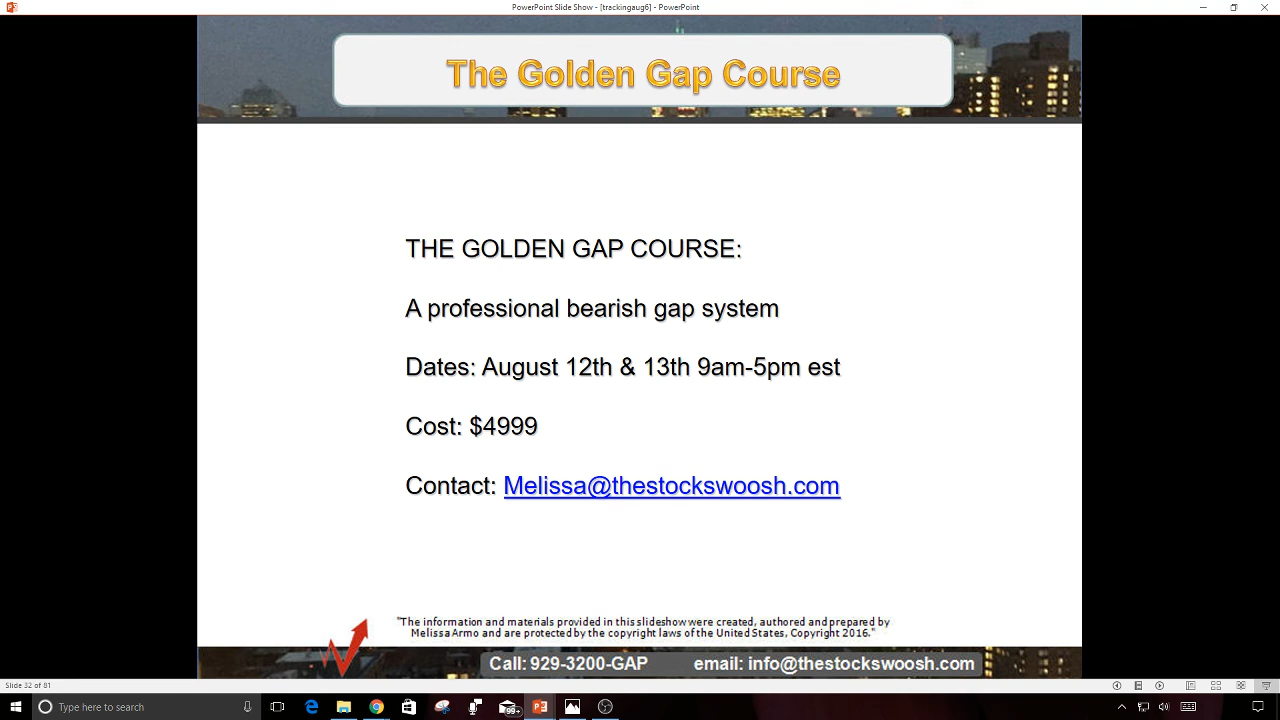 PowerPoint Slide Show - [trackingaug6] - PowerPoint
The Golden Gap Course
THE GOLDEN GAP COURSE:
A professional bearish gap system
Dates: August 12th & 13th 9am-5pm est
Cost: $4999
Contact: Melissa@thestockswoosh.com
"The information and materials provided in this slideshow were created, authored and prepared by
Melissa Armo and are protected by the copyright laws of the United States, Copyright 2016."
Call: 929-3200-GAP email: info@thestockswoosh.com
Slide 32 of 81
Type here to search
99+